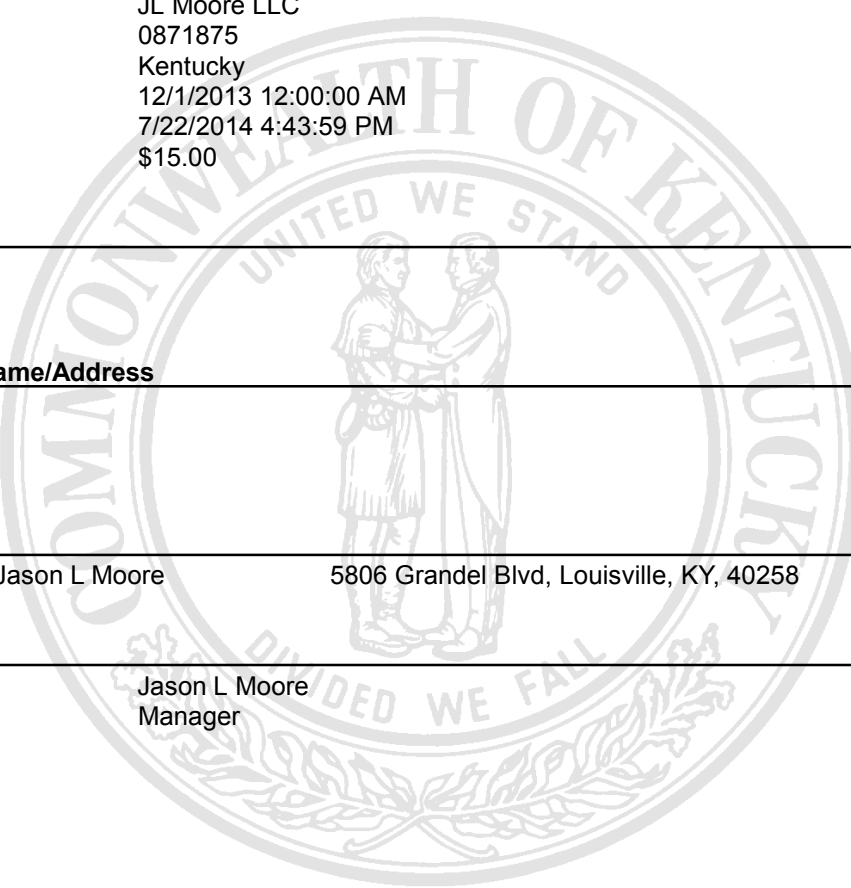 JL Moore LLC
0871875
Kentucky
12/1/2013 12:00:00 AM
7/22/2014 4:43:59 PM
$15.00
COMMONWEALTH OF KENTUCKY
UNITED WE STAND
ame/Address
Jason L Moore 5806 Grandel Blvd, Louisville, KY, 40258
DIVIDED WE FALL
Jason L Moore
Manager